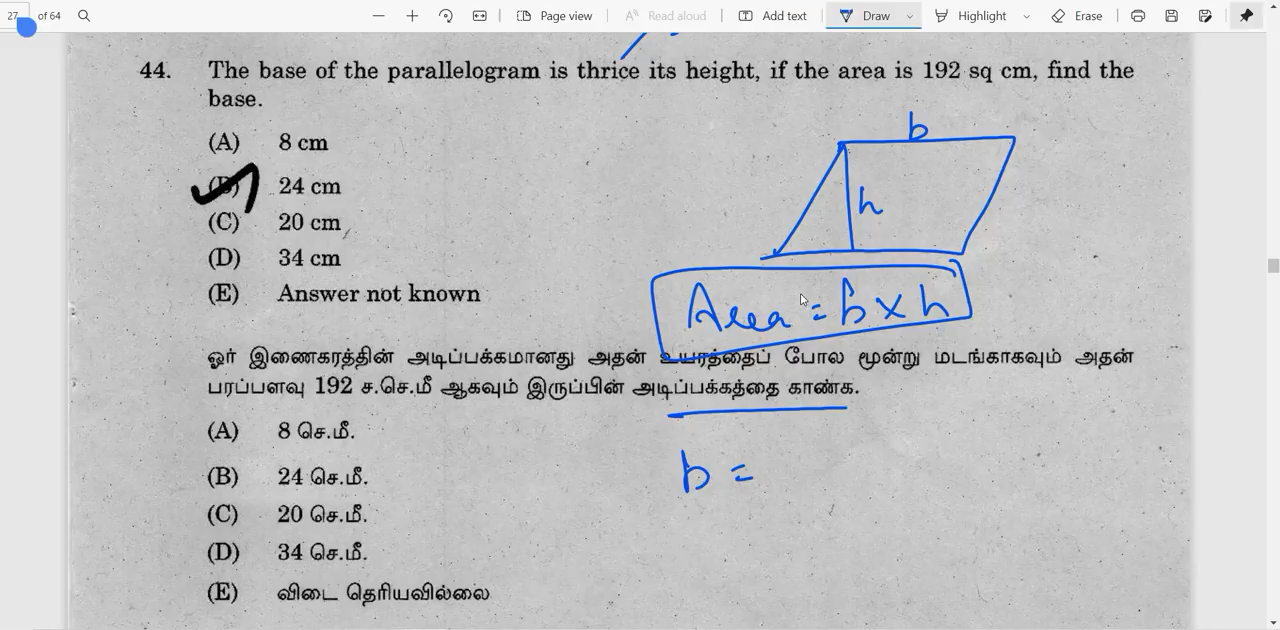 27 of 64 Page view Read aloud Add text Draw Highlight Erase
44. The base of the parallelogram is thrice its height, if the area is 192 sq cm, find the
base.
(A) 8 cm
(B) 24 cm
(C) 20 cm
(D) 34 cm
(E) Answer not known
b
h
Area = b × h
ஓர் இணைகரத்தின் அடிப்பக்கமானது அதன் உயரத்தைப் போல மூன்று மடங்காகவும் அதன்
பரப்பளவு 192 ச.செ.மீ ஆகவும் இருப்பின் அடிப்பக்கத்தை காண்க.
(A) 8 செ.மீ.
(B) 24 செ.மீ.
(C) 20 செ.மீ.
(D) 34 செ.மீ.
(E) விடை தெரியவில்லை
b =